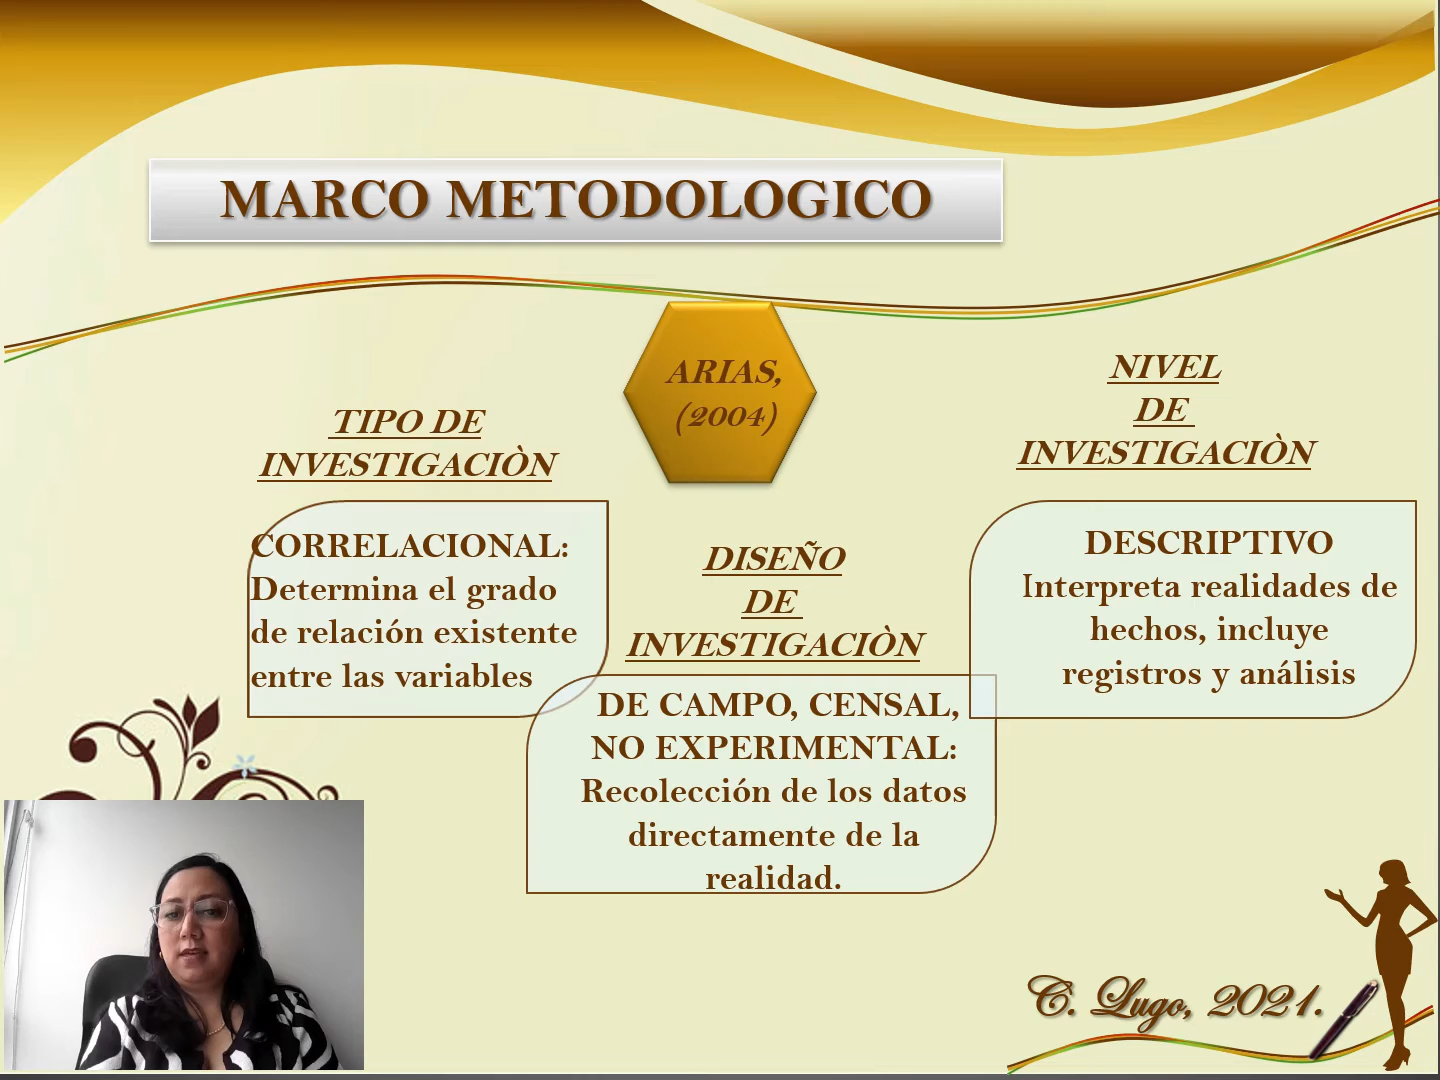 MARCO METODOLOGICO
ARIAS,
(2004)
TIPO DE
INVESTIGACIÒN
CORRELACIONAL:
Determina el grado
de relación existente
entre las variables
DISEÑO
DE
INVESTIGACIÒN
DE CAMPO, CENSAL,
NO EXPERIMENTAL:
Recolección de los datos
directamente de la
realidad.
NIVEL
DE
INVESTIGACIÒN
DESCRIPTIVO
Interpreta realidades de
hechos, incluye
registros y análisis
C. Lugo, 2021.